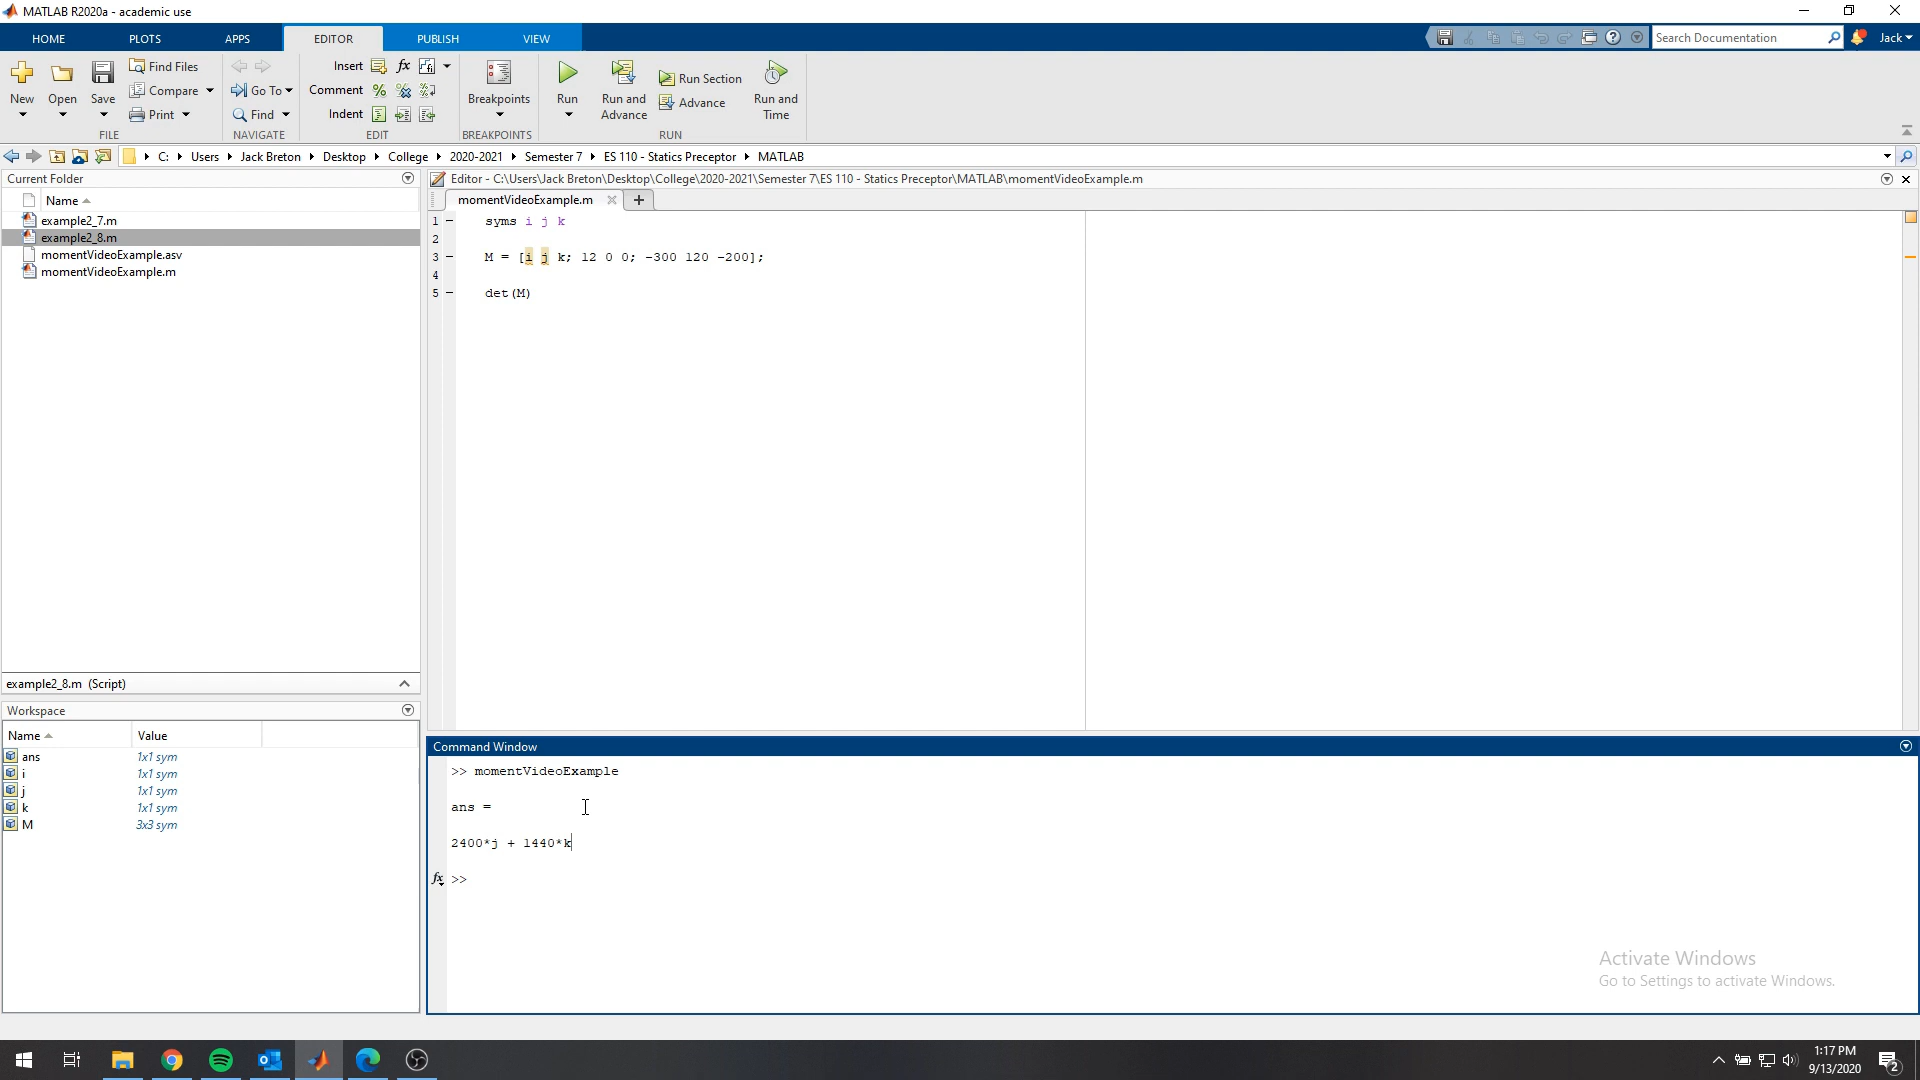 MATLAB R2020a - academic use
HOME PLOTS APPS EDITOR PUBLISH VIEW
Search Documentation
Jack
New
Open
Save
Find Files
Compare
Print
FILE
Go To
Find
NAVIGATE
Insert
Comment
Indent
EDIT
Breakpoints
BREAKPOINTS
Run
Run and Advance
Run Section
Advance
Run and Time
RUN
C: Users Jack Breton Desktop College 2020-2021 Semester 7 ES 110 - Statics Preceptor MATLAB
Current Folder
Name
example2_7.m
example2_8.m
momentVideoExample.asv
momentVideoExample.m
example2_8.m (Script)
Workspace
Name Value
ans 1x1 sym
i 1x1 sym
j 1x1 sym
k 1x1 sym
M 3x3 sym
Editor - C:\Users\Jack Breton\Desktop\College\2020-2021\Semester 7\ES 110 - Statics Preceptor\MATLAB\momentVideoExample.m
momentVideoExample.m
1 syms i j k
2
3 M = [i j k; 12 0 0; -300 120 -200];
4
5 det(M)
Command Window
>> momentVideoExample
ans =
2400*j + 1440*k
fx >>
Activate Windows
Go to Settings to activate Windows.
1:17 PM
9/13/2020
2